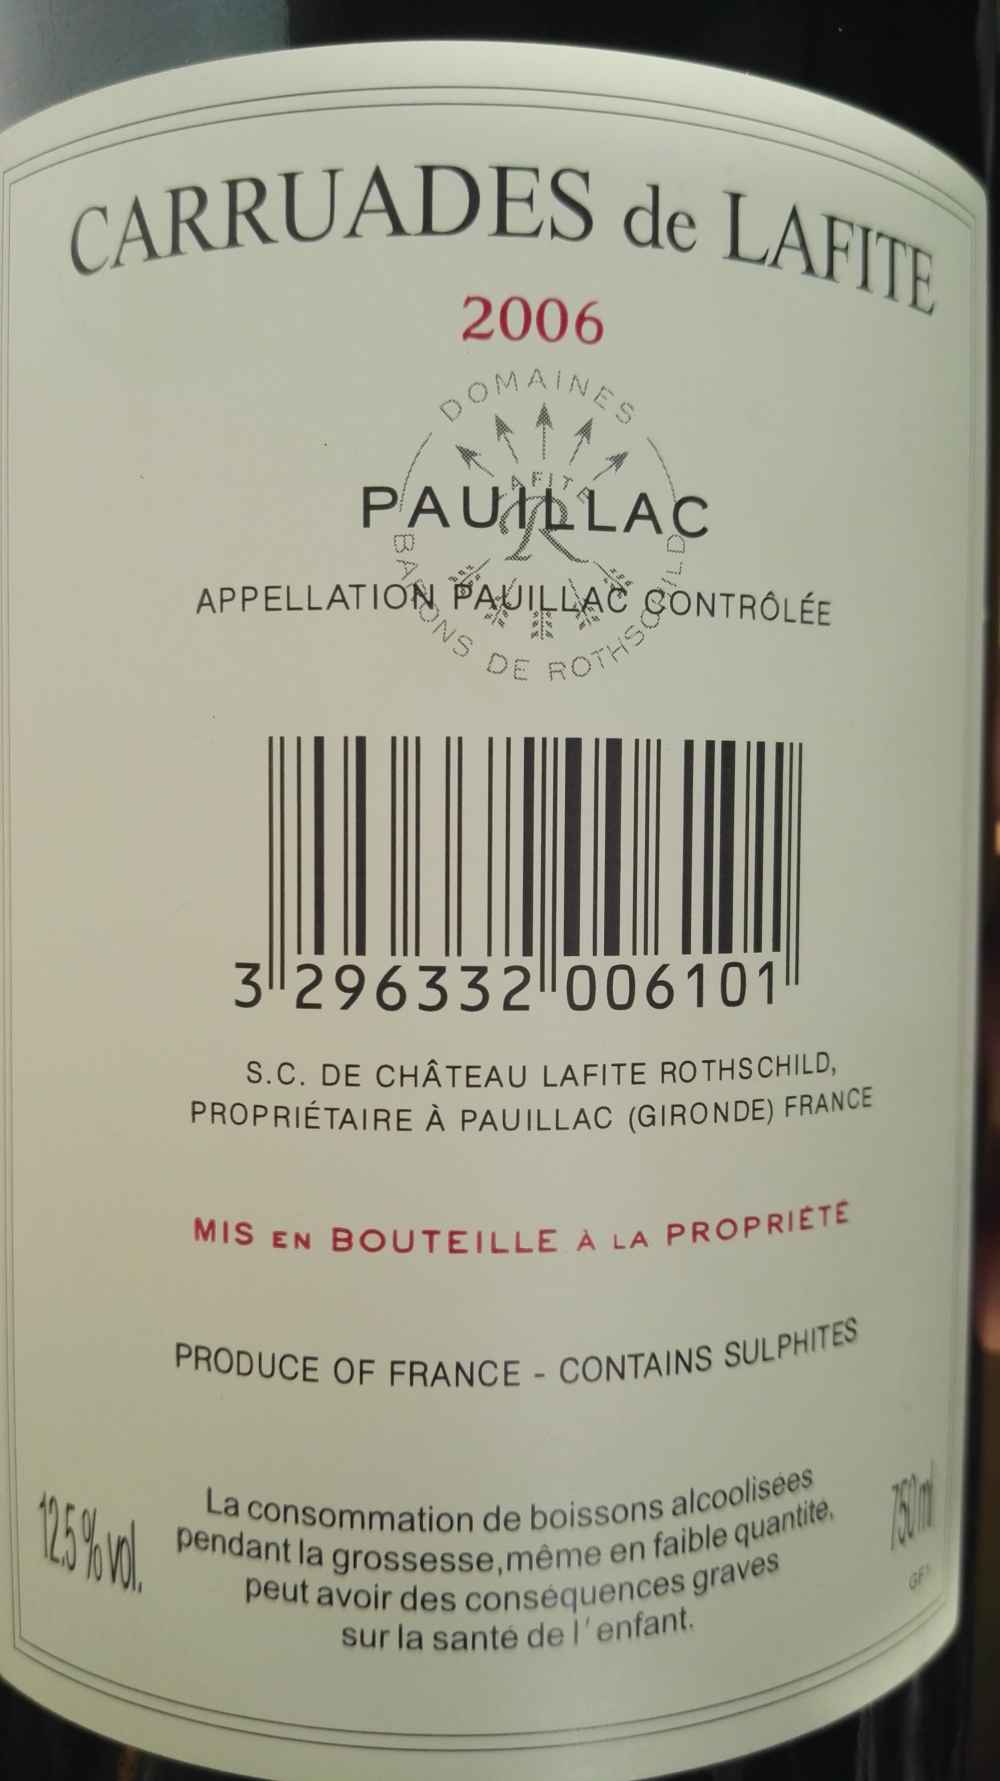 CARRUADES de LAFITE
2006
DOMAINES
BARONS DE ROTHSCHILD
LAFITE
R
PAUILLAC
APPELLATION PAUILLAC CONTRÔLÉE
3 296332 006101
S.C. DE CHÂTEAU LAFITE ROTHSCHILD,
PROPRIÉTAIRE À PAUILLAC (GIRONDE) FRANCE
MIS EN BOUTEILLE À LA PROPRIÉTÉ
PRODUCE OF FRANCE - CONTAINS SULPHITES
12,5 % vol.
La consommation de boissons alcoolisées
pendant la grossesse,même en faible quantité,
peut avoir des conséquences graves
sur la santé de l'enfant.
750 ml